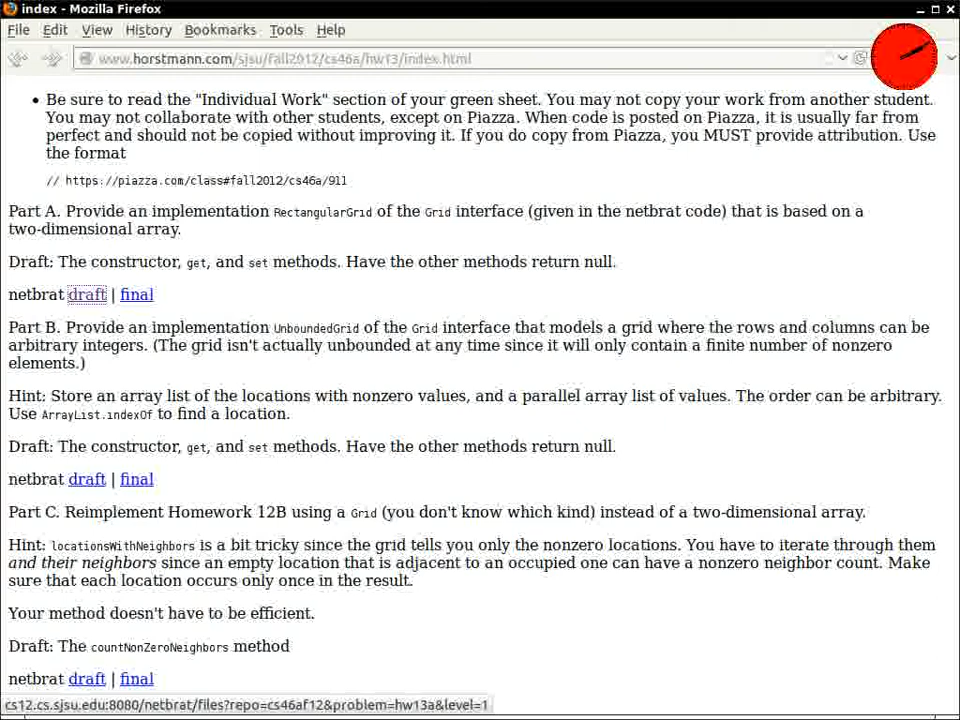 index - Mozilla Firefox
File Edit View History Bookmarks Tools Help
www.horstmann.com/sjsu/fall2012/cs46a/hw13/index.html
• Be sure to read the "Individual Work" section of your green sheet. You may not copy your work from another student.
You may not collaborate with other students, except on Piazza. When code is posted on Piazza, it is usually far from
perfect and should not be copied without improving it. If you do copy from Piazza, you MUST provide attribution. Use
the format
// https://piazza.com/class#fall2012/cs46a/911
Part A. Provide an implementation RectangularGrid of the Grid interface (given in the netbrat code) that is based on a
two-dimensional array.
Draft: The constructor, get, and set methods. Have the other methods return null.
netbrat draft | final
Part B. Provide an implementation UnboundedGrid of the Grid interface that models a grid where the rows and columns can be
arbitrary integers. (The grid isn't actually unbounded at any time since it will only contain a finite number of nonzero
elements.)
Hint: Store an array list of the locations with nonzero values, and a parallel array list of values. The order can be arbitrary.
Use ArrayList.indexOf to find a location.
Draft: The constructor, get, and set methods. Have the other methods return null.
netbrat draft | final
Part C. Reimplement Homework 12B using a Grid (you don't know which kind) instead of a two-dimensional array.
Hint: locationsWithNeighbors is a bit tricky since the grid tells you only the nonzero locations. You have to iterate through them
and their neighbors since an empty location that is adjacent to an occupied one can have a nonzero neighbor count. Make
sure that each location occurs only once in the result.
Your method doesn't have to be efficient.
Draft: The countNonZeroNeighbors method
netbrat draft | final
cs12.cs.sjsu.edu:8080/netbrat/files?repo=cs46af12&problem=hw13a&level=1